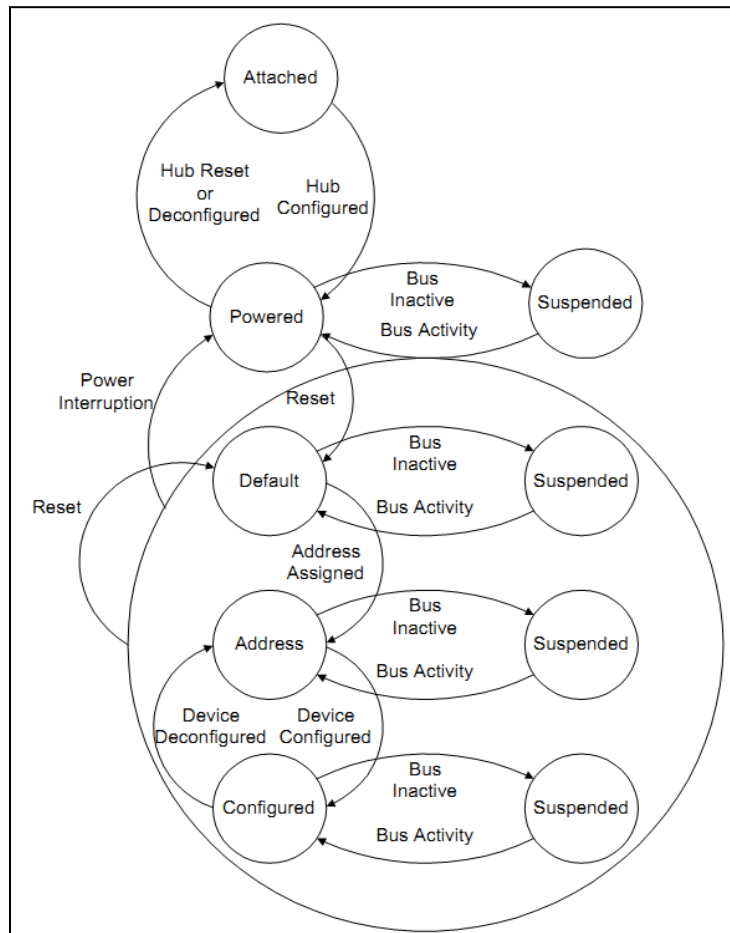 Attached
Hub Reset
or
Deconfigured
Hub
Configured
Powered
Bus
Inactive
Bus Activity
Suspended
Power
Interruption
Reset
Reset
Default
Bus
Inactive
Bus Activity
Suspended
Address
Assigned
Address
Bus
Inactive
Bus Activity
Suspended
Device
Deconfigured
Device
Configured
Configured
Bus
Inactive
Bus Activity
Suspended